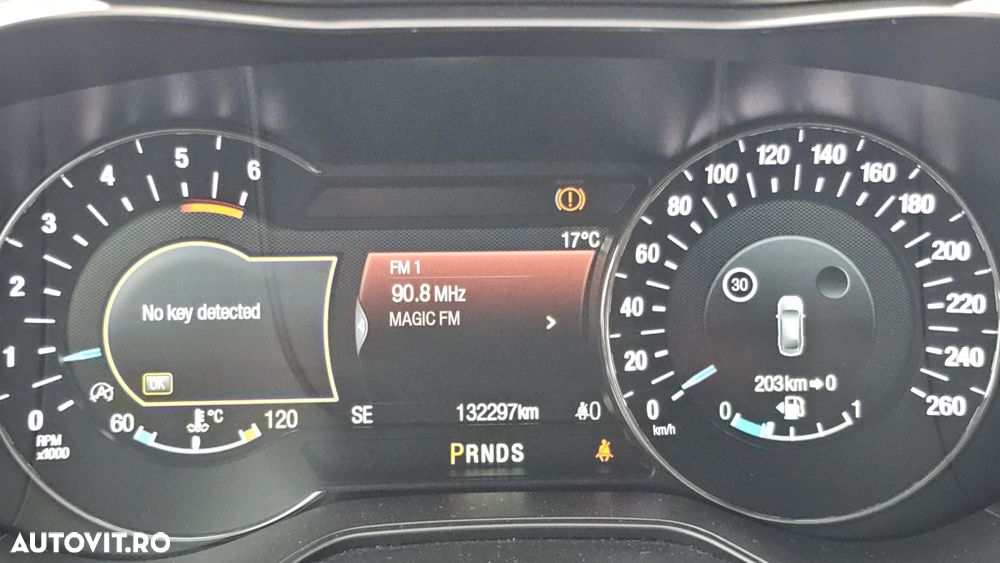 0
1
2
3
4
5
6
RPM
x1000
No key detected
OK
60
°C
120
17°C
FM 1
90.8 MHz
MAGIC FM
SE
132297km
0
PRNDS
0
20
40
60
80
100
120
140
160
180
200
220
240
260
km/h
30
203km➔0
0
1
AUTOVIT.RO